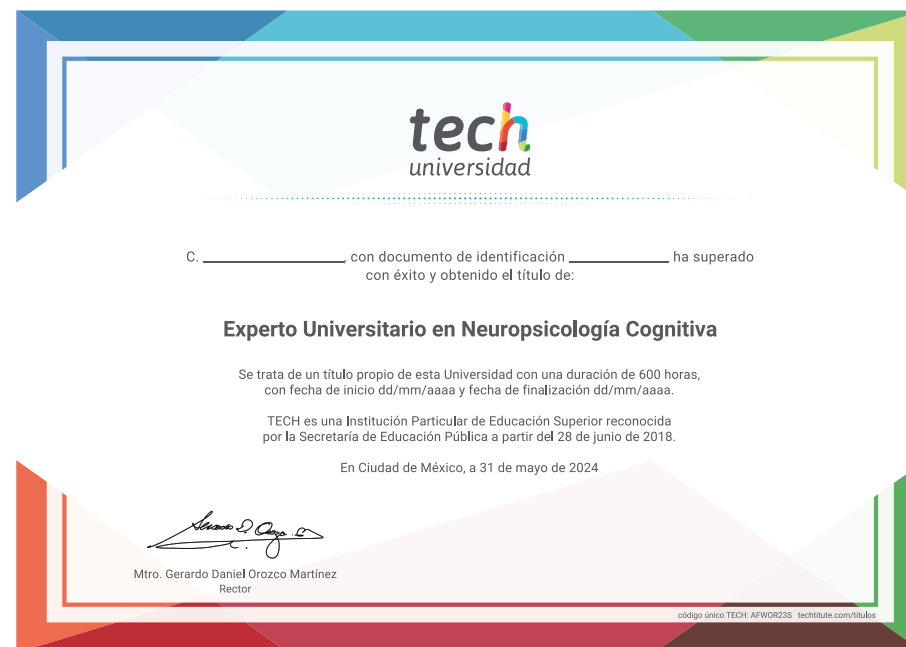 tech
universidad
C. ____________, con documento de identificación ____________ ha superado
con éxito y obtenido el título de:
Experto Universitario en Neuropsicología Cognitiva
Se trata de un título propio de esta Universidad con una duración de 600 horas,
con fecha de inicio dd/mm/aaaa y fecha de finalización dd/mm/aaaa.
TECH es una Institución Particular de Educación Superior reconocida
por la Secretaría de Educación Pública a partir del 28 de junio de 2018.
En Ciudad de México, a 31 de mayo de 2024
Mtro. Gerardo Daniel Orozco Martínez
Rector
código único TECH: AFWOR23S techtitute.com/titulos